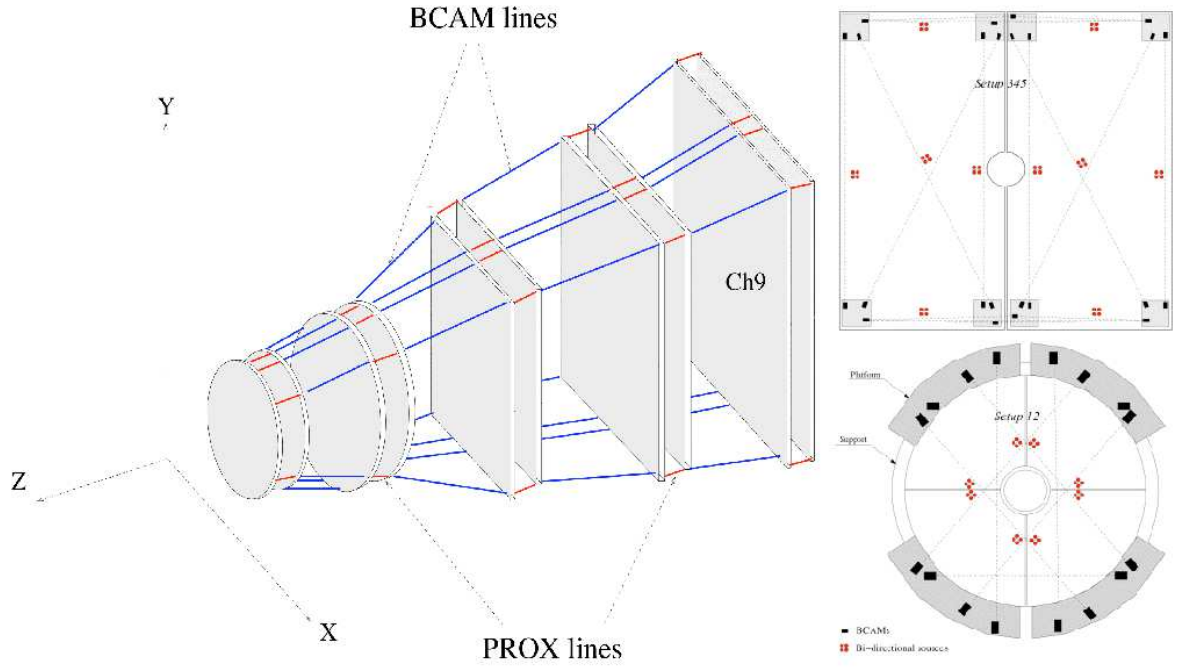 BCAM lines
Y
Setup 345
Ch9
Platform
Setup 12
Support
Z
X
PROX lines
BCAMs
Bi-directional sources